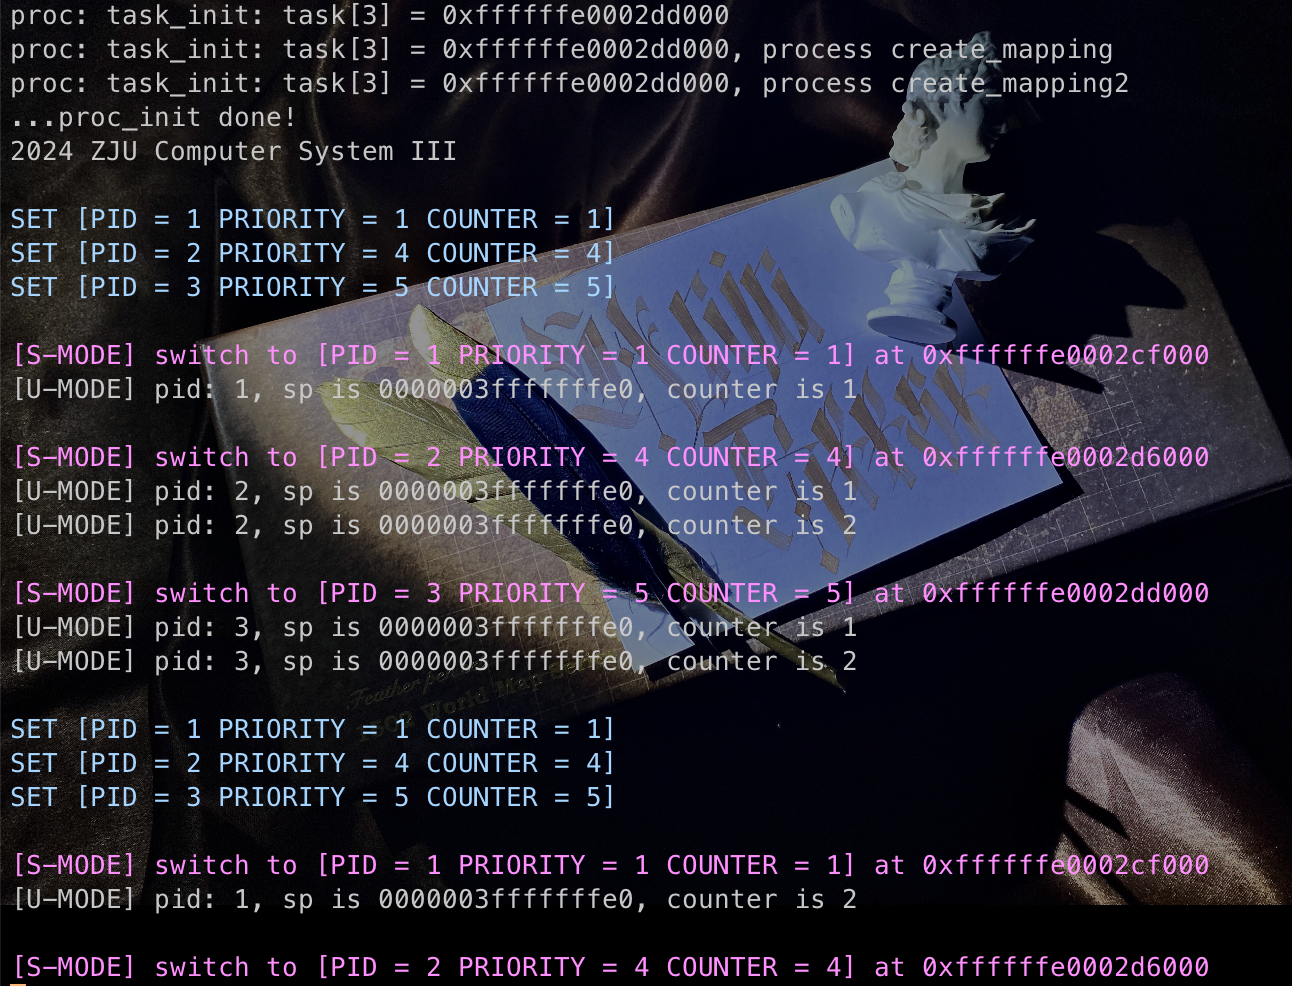 proc: task_init: task[3] = 0xffffffe0002dd000
proc: task_init: task[3] = 0xffffffe0002dd000, process create_mapping
proc: task_init: task[3] = 0xffffffe0002dd000, process create_mapping2
...proc_init done!
2024 ZJU Computer System III
SET [PID = 1 PRIORITY = 1 COUNTER = 1]
SET [PID = 2 PRIORITY = 4 COUNTER = 4]
SET [PID = 3 PRIORITY = 5 COUNTER = 5]
[S-MODE] switch to [PID = 1 PRIORITY = 1 COUNTER = 1] at 0xffffffe0002cf000
[U-MODE] pid: 1, sp is 0000003fffffffe0, counter is 1
[S-MODE] switch to [PID = 2 PRIORITY = 4 COUNTER = 4] at 0xffffffe0002d6000
[U-MODE] pid: 2, sp is 0000003fffffffe0, counter is 1
[U-MODE] pid: 2, sp is 0000003fffffffe0, counter is 2
[S-MODE] switch to [PID = 3 PRIORITY = 5 COUNTER = 5] at 0xffffffe0002dd000
[U-MODE] pid: 3, sp is 0000003fffffffe0, counter is 1
[U-MODE] pid: 3, sp is 0000003fffffffe0, counter is 2
Feather pen
World Map
SET [PID = 1 PRIORITY = 1 COUNTER = 1]
SET [PID = 2 PRIORITY = 4 COUNTER = 4]
SET [PID = 3 PRIORITY = 5 COUNTER = 5]
[S-MODE] switch to [PID = 1 PRIORITY = 1 COUNTER = 1] at 0xffffffe0002cf000
[U-MODE] pid: 1, sp is 0000003fffffffe0, counter is 2
[S-MODE] switch to [PID = 2 PRIORITY = 4 COUNTER = 4] at 0xffffffe0002d6000